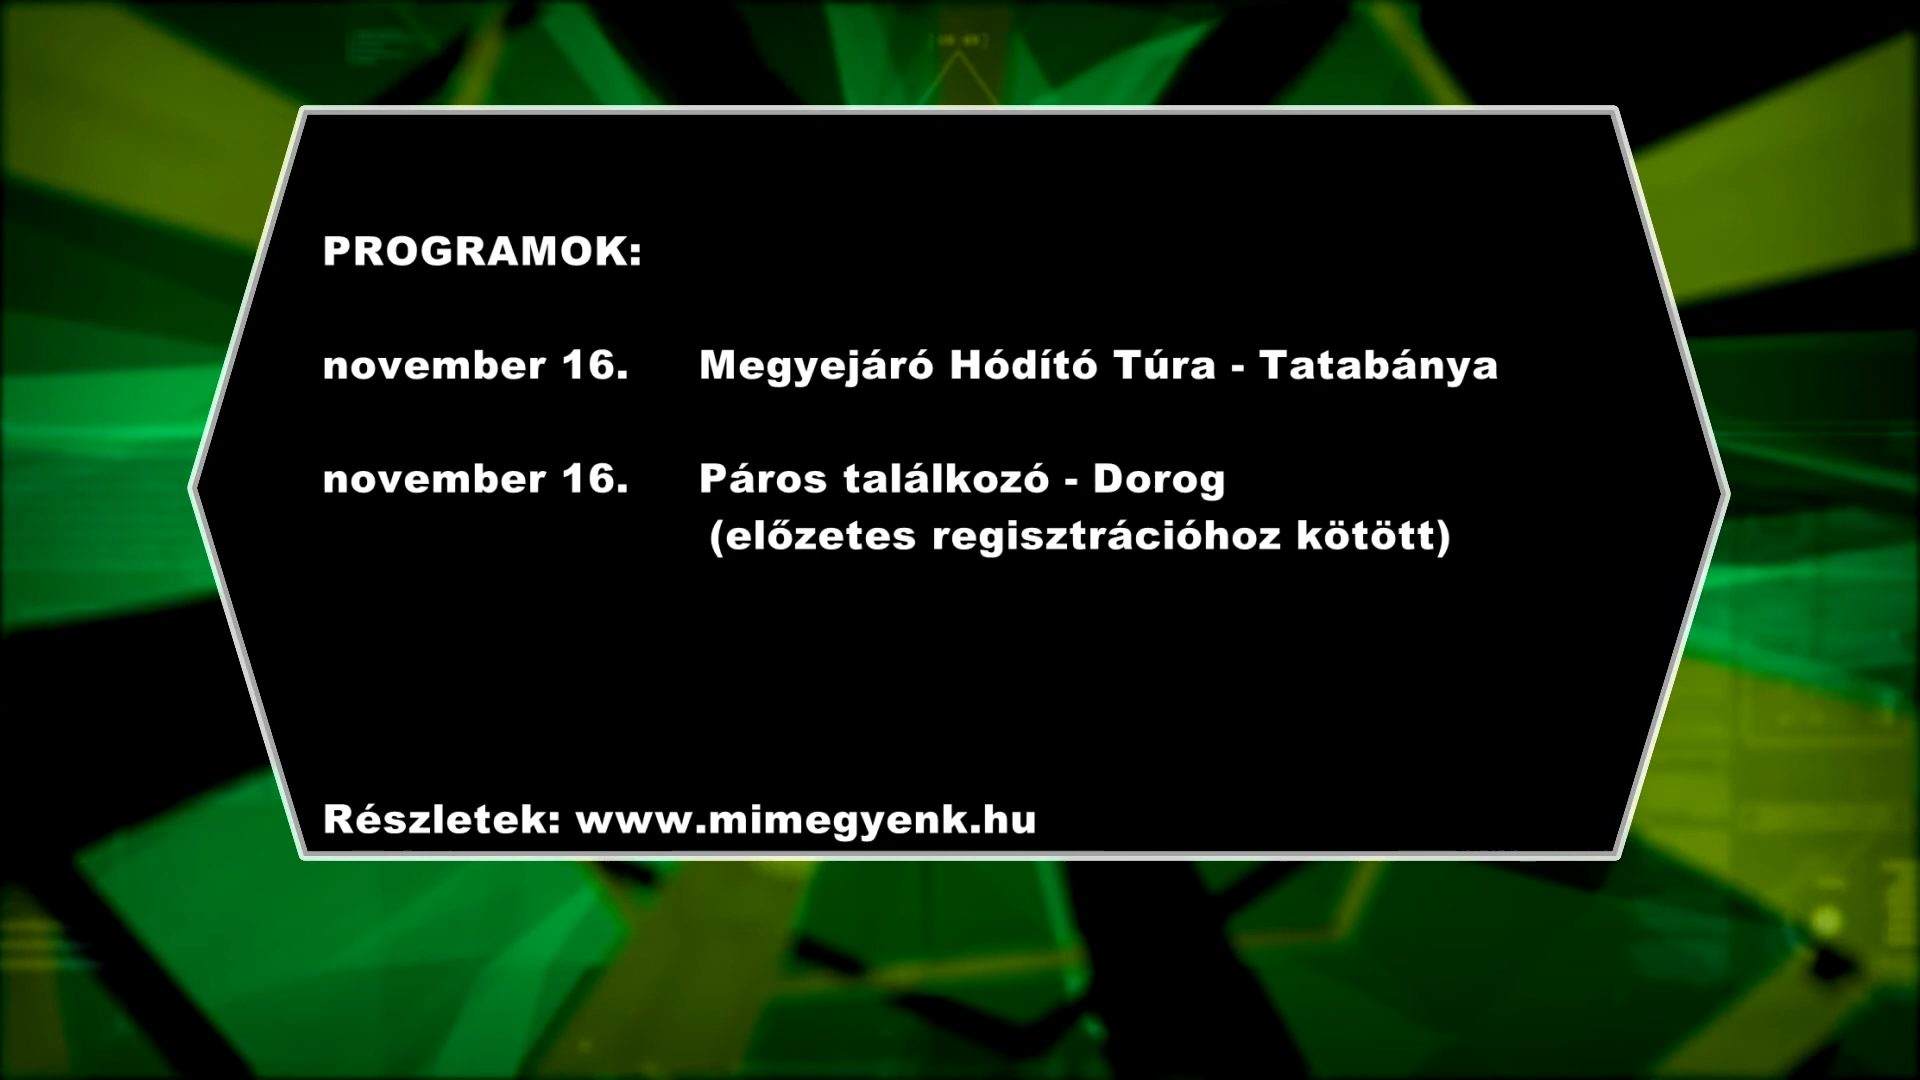 PROGRAMOK:
november 16. Megyejáró Hódító Túra - Tatabánya
november 16. Páros találkozó - Dorog
(előzetes regisztrációhoz kötött)
Részletek: www.mimegyenk.hu